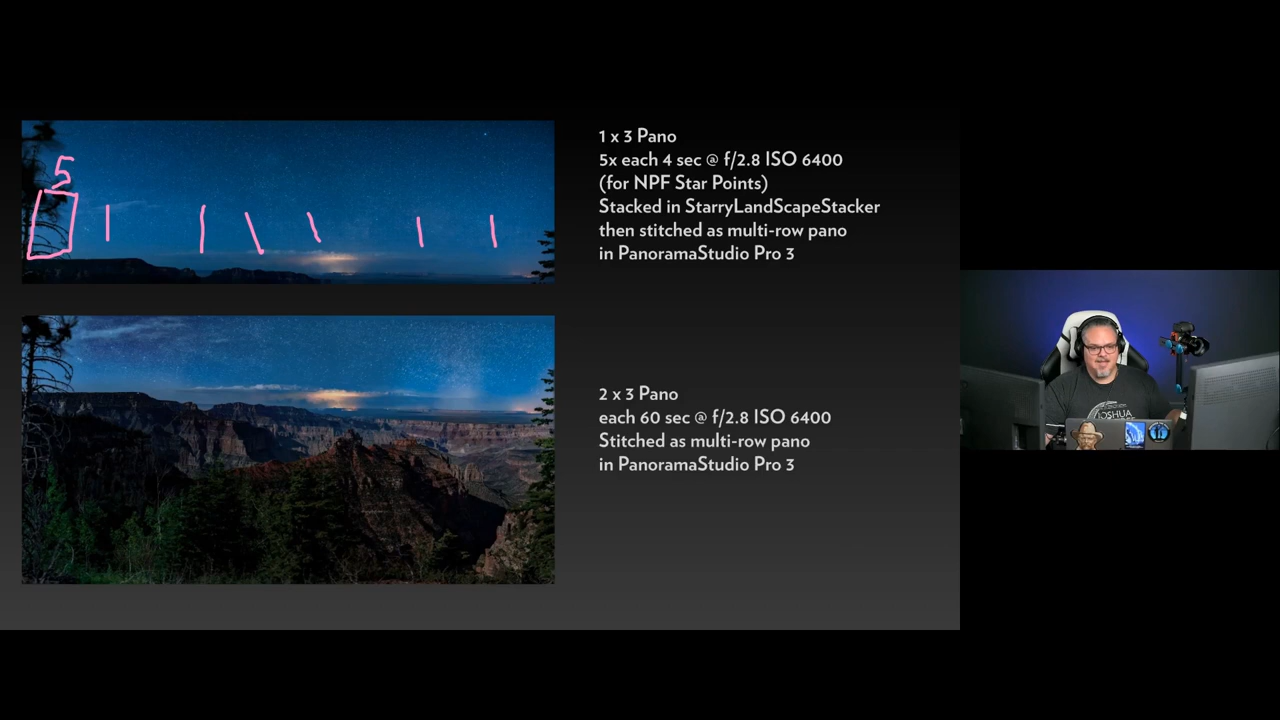 5
1 x 3 Pano
5x each 4 sec @ f/2.8 ISO 6400
(for NPF Star Points)
Stacked in StarryLandScapeStacker
then stitched as multi-row pano
in PanoramaStudio Pro 3
2 x 3 Pano
each 60 sec @ f/2.8 ISO 6400
Stitched as multi-row pano
in PanoramaStudio Pro 3
JOSHUA